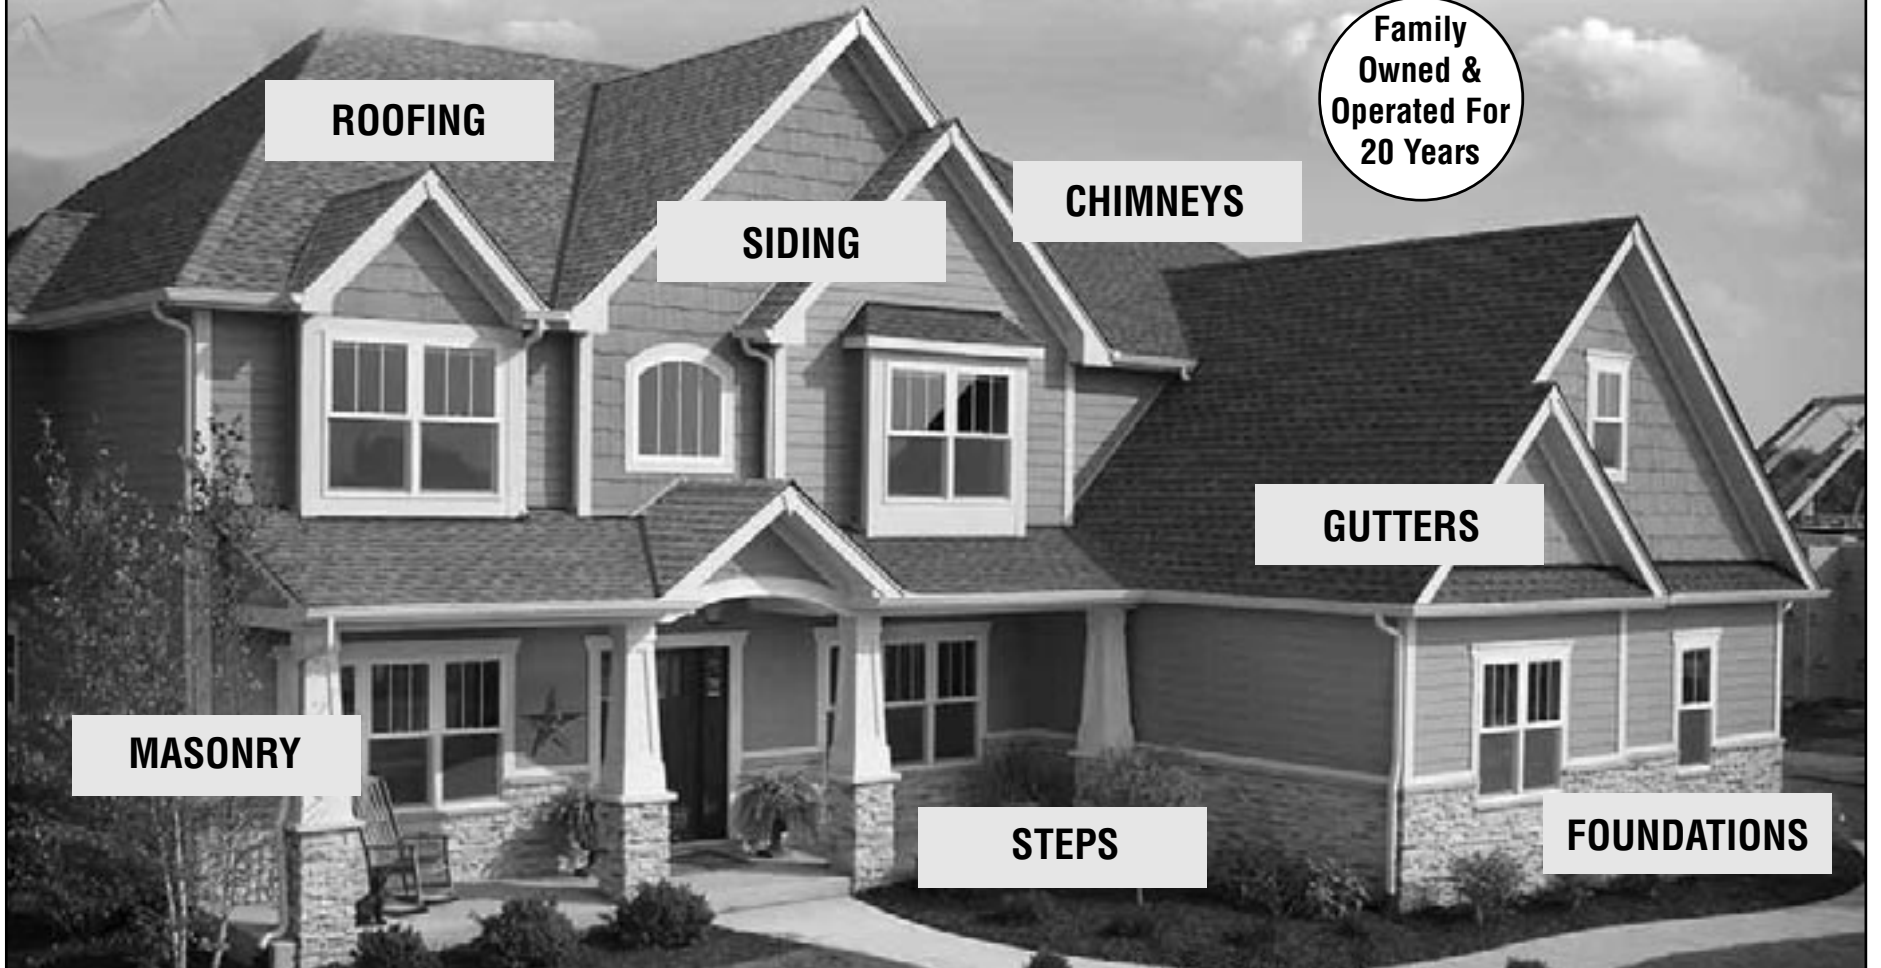 Family
Owned &
Operated For
20 Years
ROOFING
CHIMNEYS
SIDING
GUTTERS
MASONRY
STEPS
FOUNDATIONS